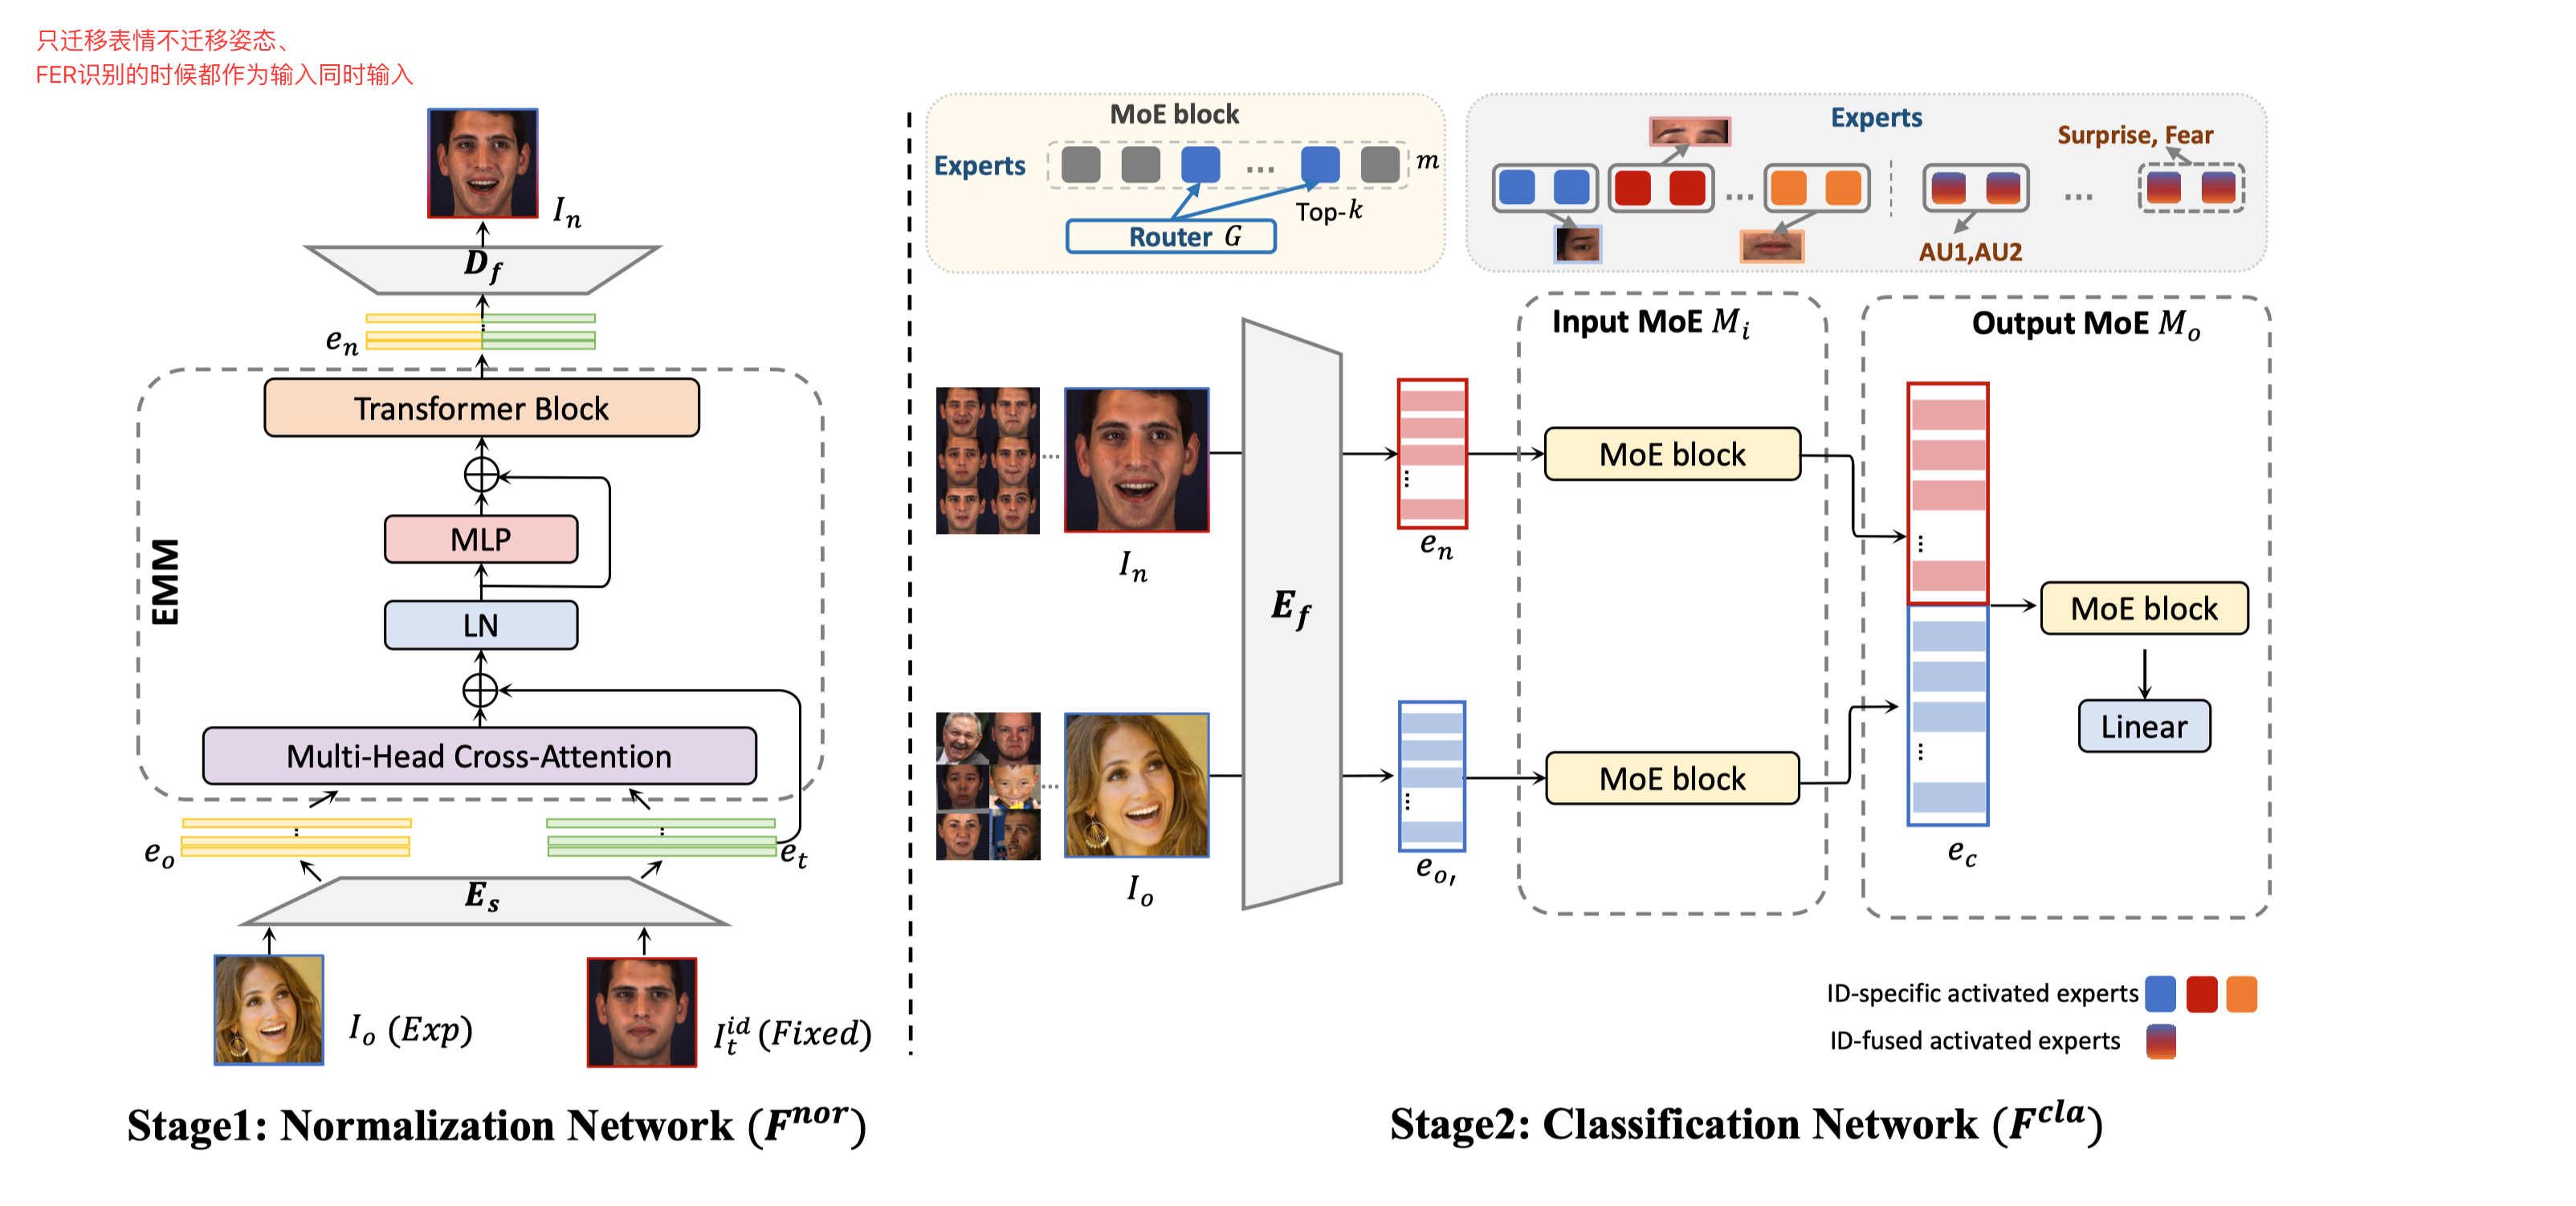 只迁移表情不迁移姿态、
FER识别的时候都作为输入同时输入
I_n
D_f
e_n
EMM
Transformer Block
MLP
LN
Multi-Head Cross-Attention
e_o
e_t
E_s
I_o (Exp)
I_t^{id} (Fixed)
Stage1: Normalization Network (F^{nor})
MoE block
Experts
...
m
Top-k
Router G
Experts
Surprise, Fear
...
...
AU1,AU2
Input MoE M_i
Output MoE M_o
...
I_n
E_f
e_n
MoE block
...
I_o
e_{o'}
MoE block
e_c
MoE block
Linear
ID-specific activated experts
ID-fused activated experts
Stage2: Classification Network (F^{cla})